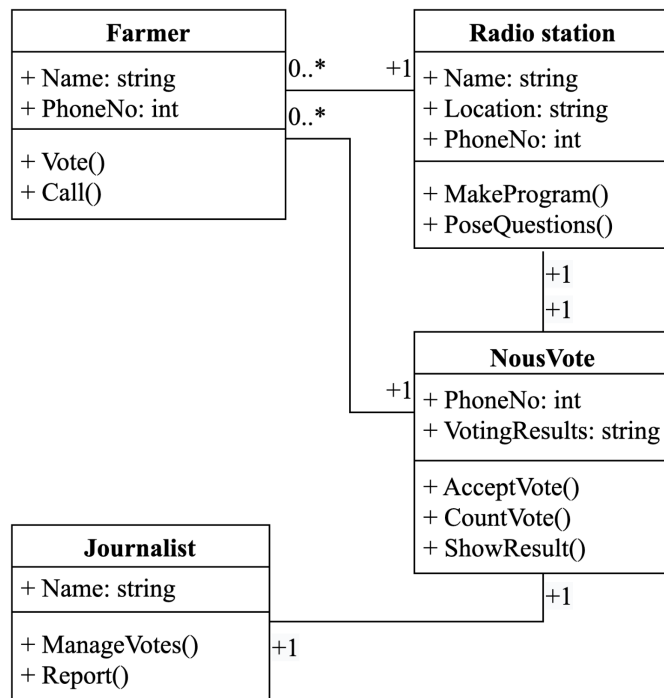 Farmer
+ Name: string
+ PhoneNo: int
+ Vote()
+ Call()
0..*
+1
0..*
Radio station
+ Name: string
+ Location: string
+ PhoneNo: int
+ MakeProgram()
+ PoseQuestions()
+1
+1
+1
NousVote
+ PhoneNo: int
+ VotingResults: string
+ AcceptVote()
+ CountVote()
+ ShowResult()
+1
+1
Journalist
+ Name: string
+ ManageVotes()
+ Report()